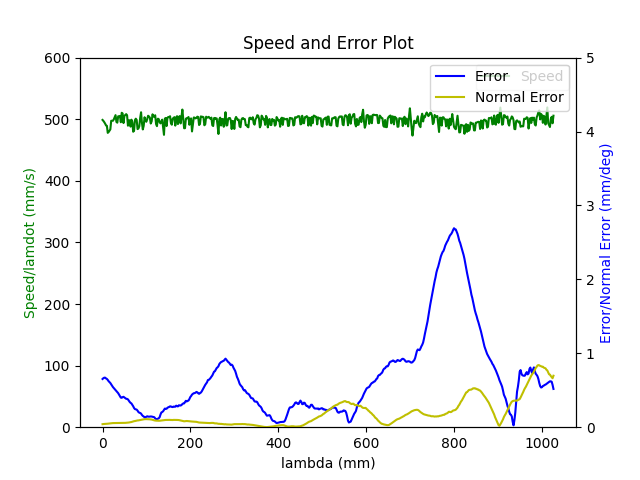 Speed and Error Plot
600
500
400
300
200
100
0
Speed/lamdot (mm/s)
0 200 400 600 800 1000
lambda (mm)
5
4
3
2
1
0
Error/Normal Error (mm/deg)
Error
Speed
Normal Error